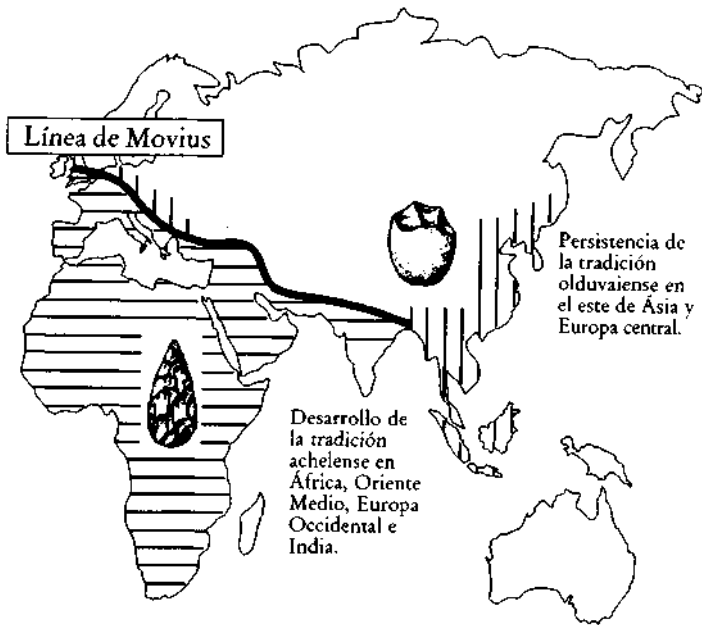 Línea de Movius
Persistencia de
la tradición
olduvaiense en
el este de Ásia y
Europa central.
Desarrollo de
la tradición
achelense en
África, Oriente
Medio, Europa
Occidental e
India.